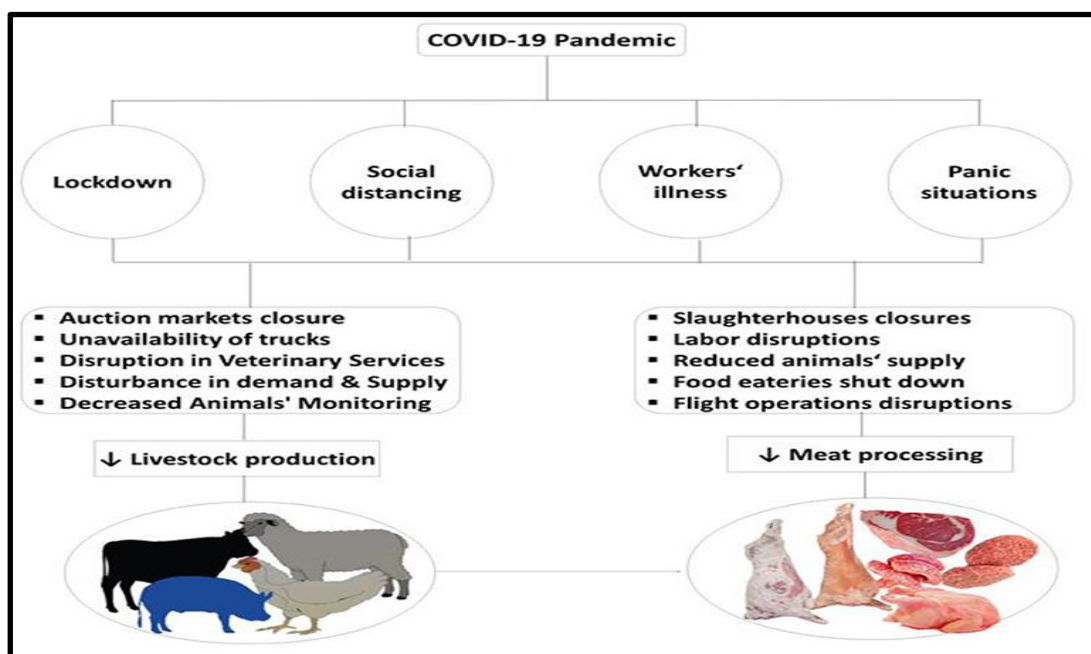 COVID-19 Pandemic
Lockdown
Social
distancing
Workers‘
illness
Panic
situations
▪ Auction markets closure
▪ Unavailability of trucks
▪ Disruption in Veterinary Services
▪ Disturbance in demand & Supply
▪ Decreased Animals' Monitoring
▪ Slaughterhouses closures
▪ Labor disruptions
▪ Reduced animals‘ supply
▪ Food eateries shut down
▪ Flight operations disruptions
↓ Livestock production
↓ Meat processing